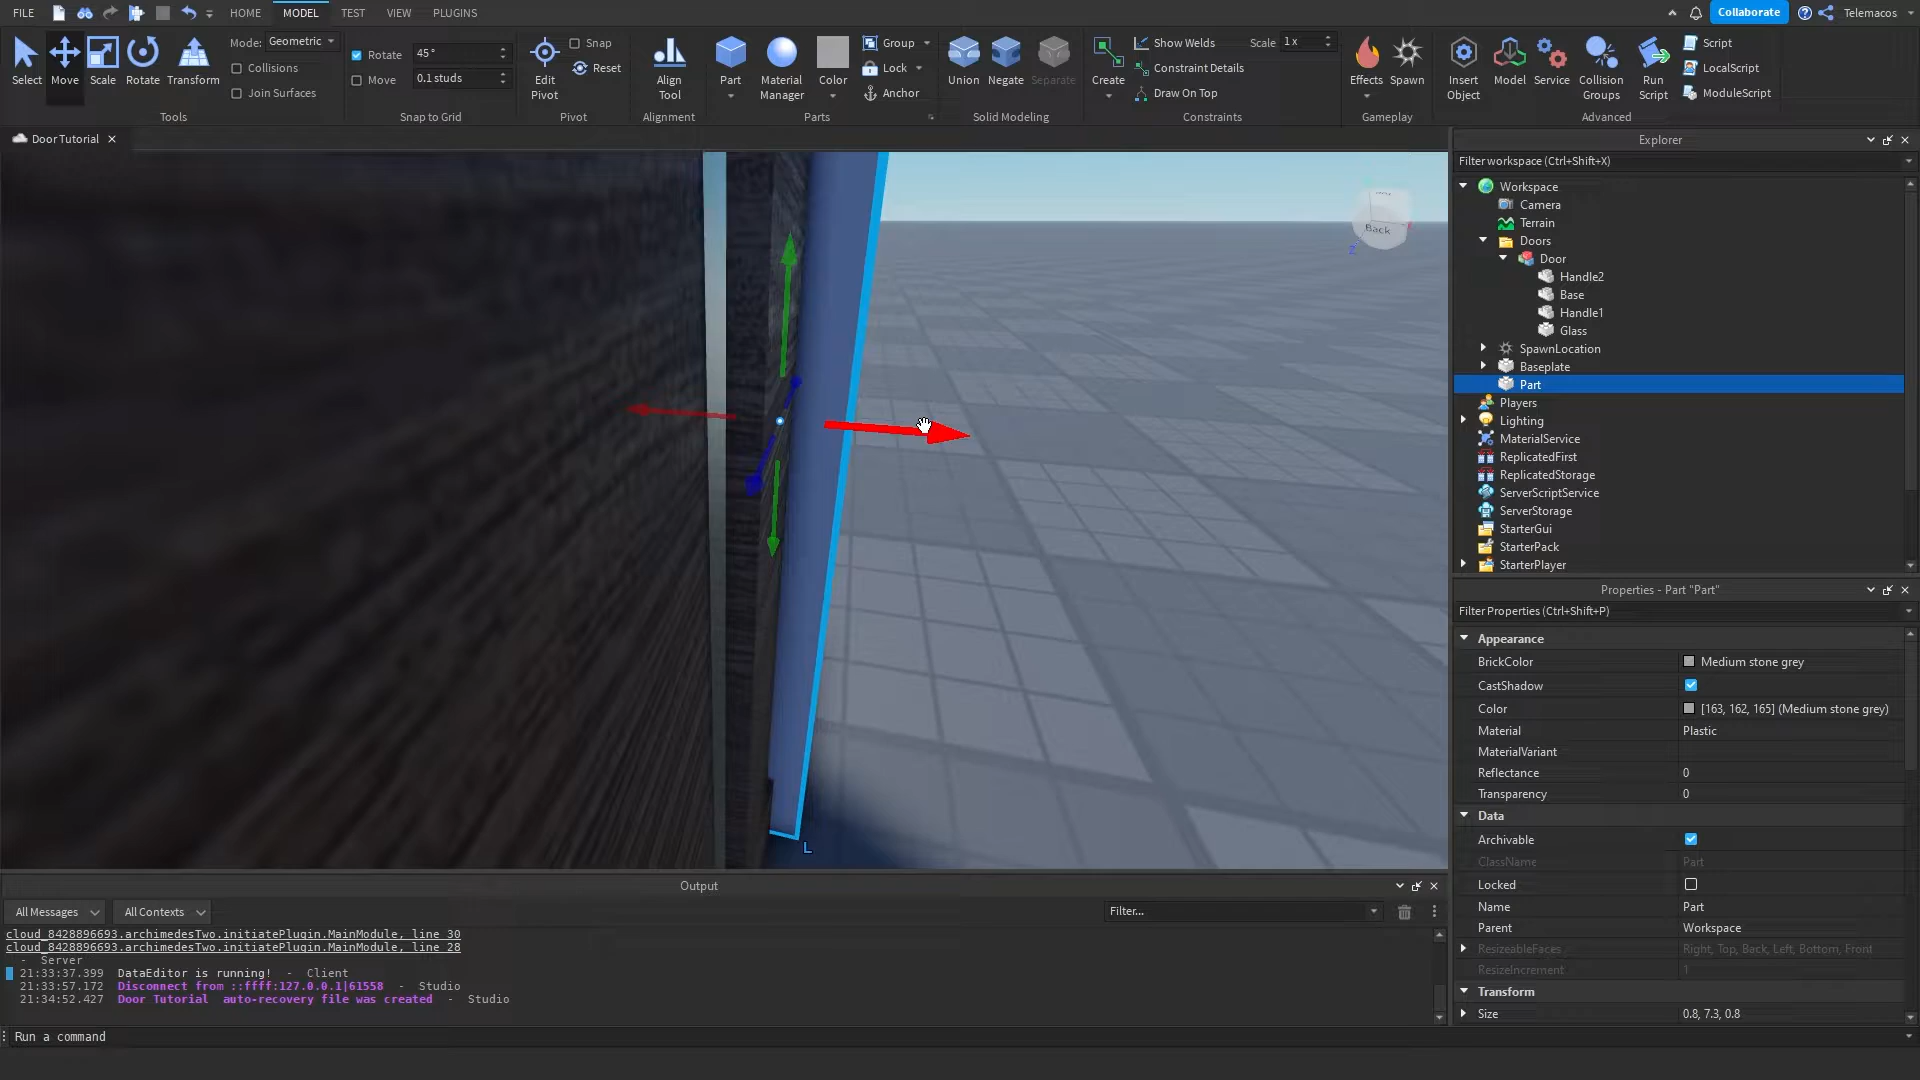 FILE HOME MODEL TEST VIEW PLUGINS Collaborate Telemacos
Select Move Scale Rotate Transform
Mode: Geometric
Collisions
Join Surfaces
Tools
Rotate 45°
Move 0.1 studs
Snap to Grid
Edit Pivot
Snap
Reset
Pivot
Align Tool
Alignment
Part
Material Manager
Color
Group
Lock
Anchor
Parts
Union Negate Separate
Solid Modeling
Create
Show Welds Scale 1 x
Constraint Details
Draw On Top
Constraints
Effects Spawn
Gameplay
Insert Object
Model
Service
Collision Groups
Run Script
Script
LocalScript
ModuleScript
Advanced
Door Tutorial
Back
Z
L
Explorer
Filter workspace (Ctrl+Shift+X)
Workspace
Camera
Terrain
Doors
Door
Handle2
Base
Handle1
Glass
SpawnLocation
Baseplate
Part
Players
Lighting
MaterialService
ReplicatedFirst
ReplicatedStorage
ServerScriptService
ServerStorage
StarterGui
StarterPack
StarterPlayer
Properties - Part "Part"
Filter Properties (Ctrl+Shift+P)
Appearance
BrickColor Medium stone grey
CastShadow
Color [163, 162, 165] (Medium stone grey)
Material Plastic
MaterialVariant
Reflectance 0
Transparency 0
Data
Archivable
ClassName Part
Locked
Name Part
Parent Workspace
ResizeableFaces Right, Top, Back, Left, Bottom, Front
ResizeIncrement 1
Transform
Size 0.8, 7.3, 0.8
Output
All Messages All Contexts Filter...
cloud_8428896693.archimedesTwo.initiatePlugin.MainModule, line 30
cloud_8428896693.archimedesTwo.initiatePlugin.MainModule, line 28
- Server
21:33:37.399 DataEditor is running! - Client
21:33:57.172 Disconnect from ::ffff:127.0.0.1|61558 - Studio
21:34:52.427 Door Tutorial auto-recovery file was created - Studio
Run a command